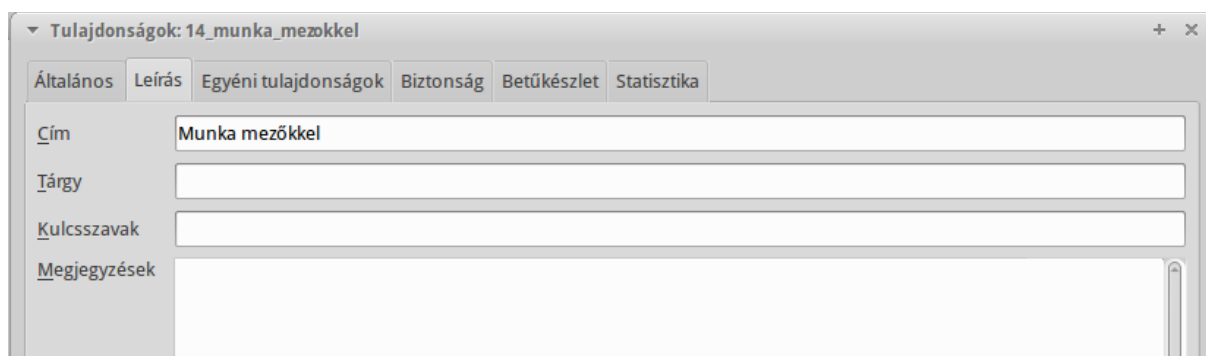 Tulajdonságok: 14_munka_mezokkel
Általános Leírás Egyéni tulajdonságok Biztonság Betűkészlet Statisztika
Cím Munka mezőkkel
Tárgy
Kulcsszavak
Megjegyzések